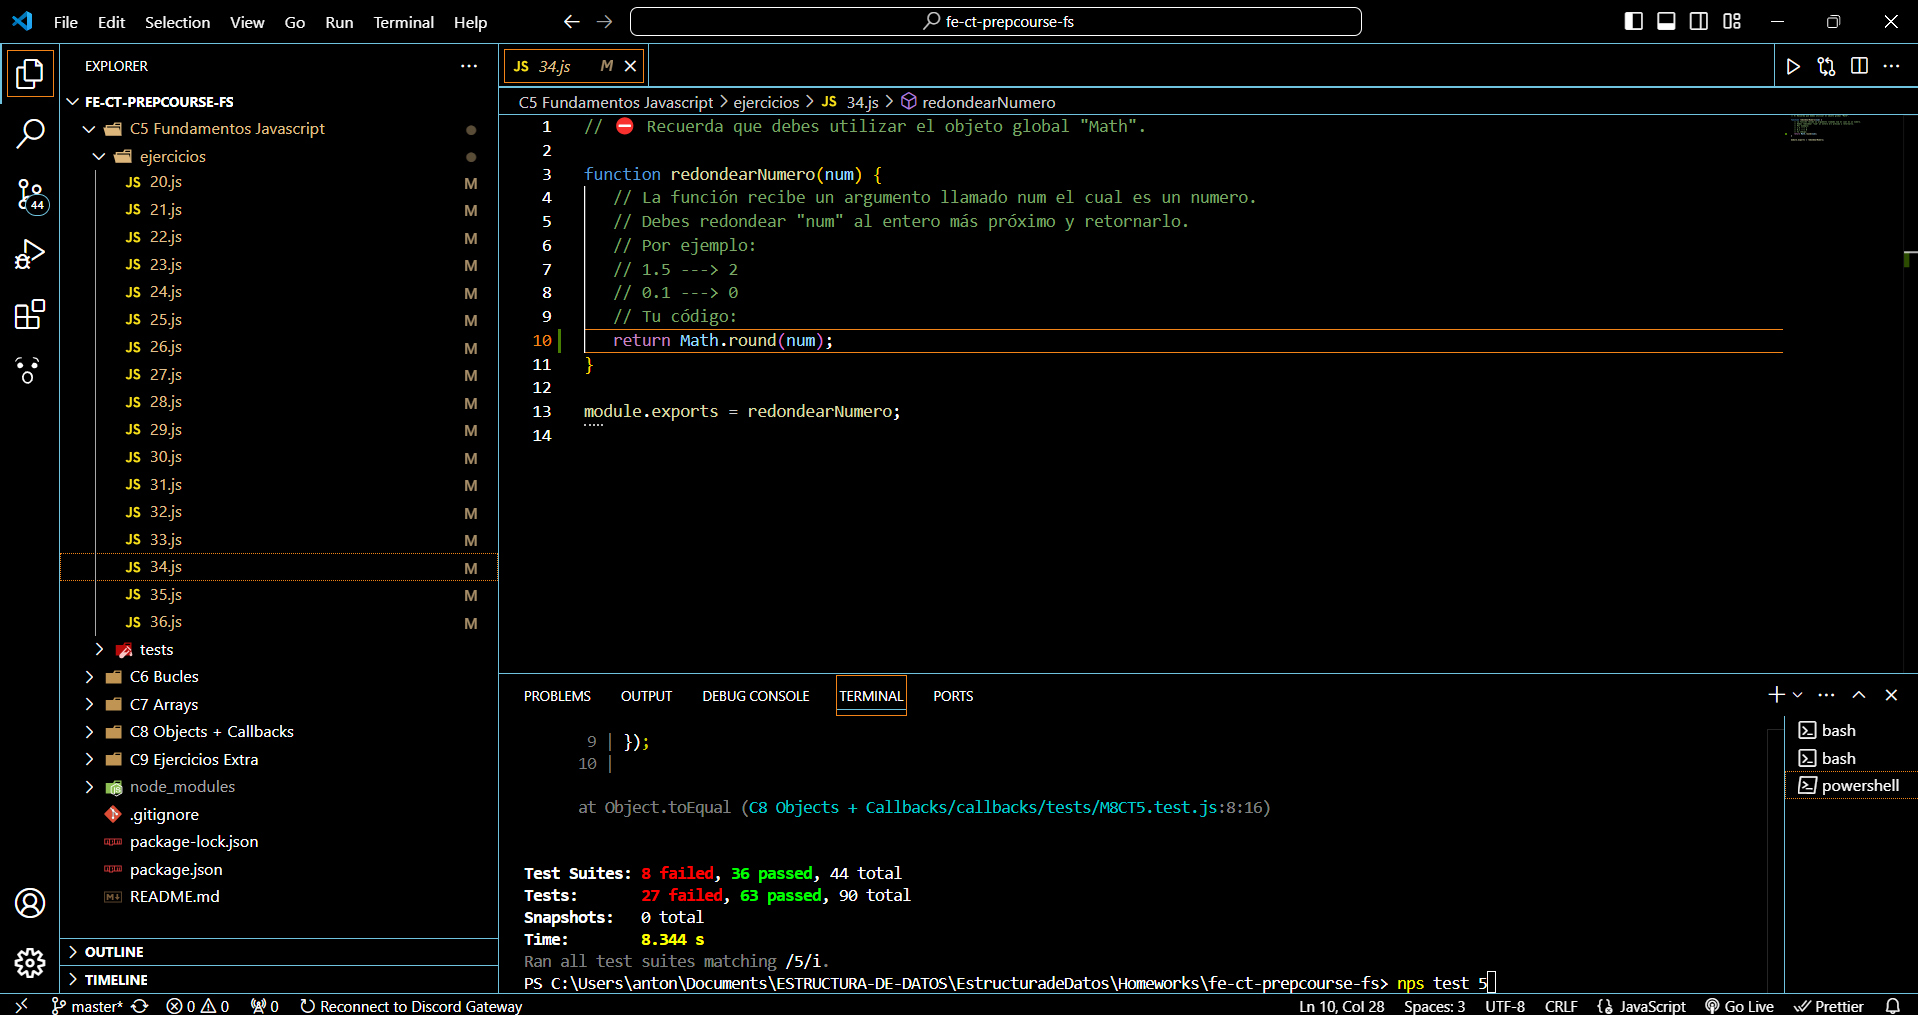 File Edit Selection View Go Run Terminal Help
fe-ct-prepcourse-fs
EXPLORER
FE-CT-PREPCOURSE-FS
C5 Fundamentos Javascript
ejercicios
JS 20.js M
JS 21.js M
JS 22.js M
JS 23.js M
JS 24.js M
JS 25.js M
JS 26.js M
JS 27.js M
JS 28.js M
JS 29.js M
JS 30.js M
JS 31.js M
JS 32.js M
JS 33.js M
JS 34.js M
JS 35.js M
JS 36.js M
tests
C6 Bucles
C7 Arrays
C8 Objects + Callbacks
C9 Ejercicios Extra
node_modules
.gitignore
package-lock.json
package.json
README.md
OUTLINE
TIMELINE
44
JS 34.js M
C5 Fundamentos Javascript > ejercicios > JS 34.js > redondearNumero
1 // ⛔ Recuerda que debes utilizar el objeto global "Math".
2
3 function redondearNumero(num) {
4 // La función recibe un argumento llamado num el cual es un numero.
5 // Debes redondear "num" al entero más próximo y retornarlo.
6 // Por ejemplo:
7 // 1.5 ---> 2
8 // 0.1 ---> 0
9 // Tu código:
10 return Math.round(num);
11 }
12
13 module.exports = redondearNumero;
14
PROBLEMS OUTPUT DEBUG CONSOLE TERMINAL PORTS
9 | });
10 |
at Object.toEqual (C8 Objects + Callbacks/callbacks/tests/M8CT5.test.js:8:16)
Test Suites: 8 failed, 36 passed, 44 total
Tests: 27 failed, 63 passed, 90 total
Snapshots: 0 total
Time: 8.344 s
Ran all test suites matching /5/i.
PS C:\Users\anton\Documents\ESTRUCTURA-DE-DATOS\EstructuradeDatos\Homeworks\fe-ct-prepcourse-fs> nps test 5
bash
bash
powershell
master* 0 0 0 Reconnect to Discord Gateway Ln 10, Col 28 Spaces: 3 UTF-8 CRLF {} JavaScript Go Live Prettier